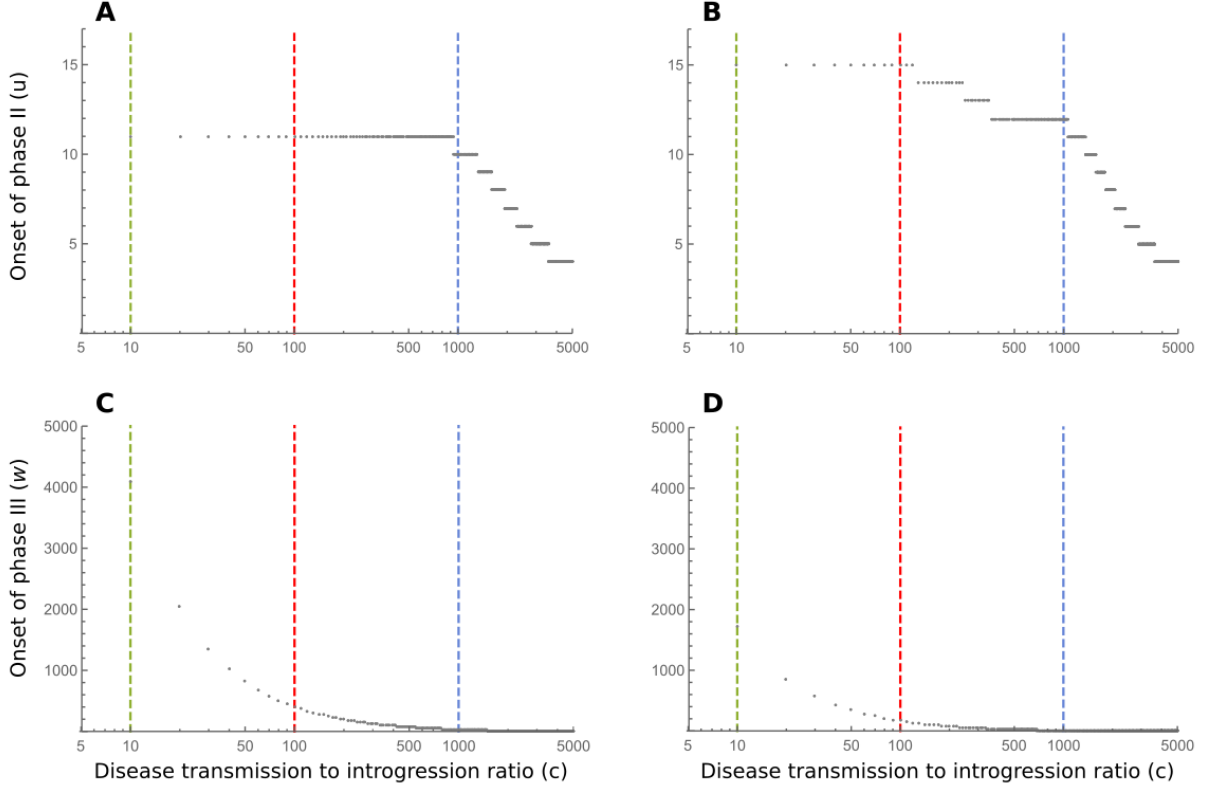 A
B
Onset of phase II (u)
15
10
5
5 10 50 100 500 1000 5000
15
10
5
5 10 50 100 500 1000 5000
C
D
Onset of phase III (w)
5000
4000
3000
2000
1000
5 10 50 100 500 1000 5000
5000
4000
3000
2000
1000
5 10 50 100 500 1000 5000
Disease transmission to introgression ratio (c)
Disease transmission to introgression ratio (c)